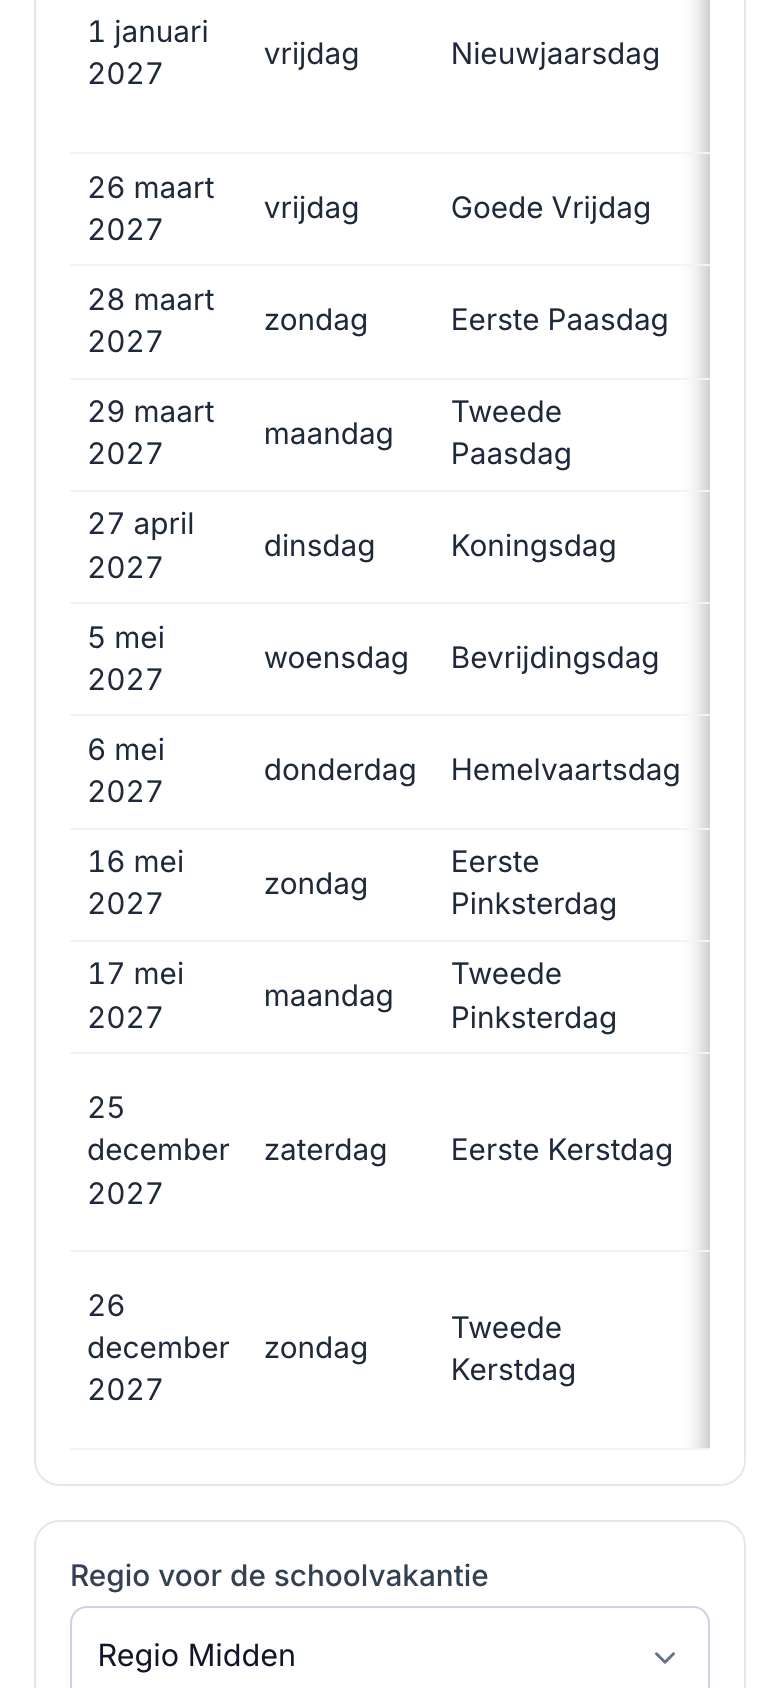 1 januari
2027
vrijdag
Nieuwjaarsdag
26 maart
2027
vrijdag
Goede Vrijdag
28 maart
2027
zondag
Eerste Paasdag
29 maart
2027
maandag
Tweede
Paasdag
27 april
2027
dinsdag
Koningsdag
5 mei
2027
woensdag
Bevrijdingsdag
6 mei
2027
donderdag
Hemelvaartsdag
16 mei
2027
zondag
Eerste
Pinksterdag
17 mei
2027
maandag
Tweede
Pinksterdag
25
december
2027
zaterdag
Eerste Kerstdag
26
december
2027
zondag
Tweede
Kerstdag
Regio voor de schoolvakantie
Regio Midden